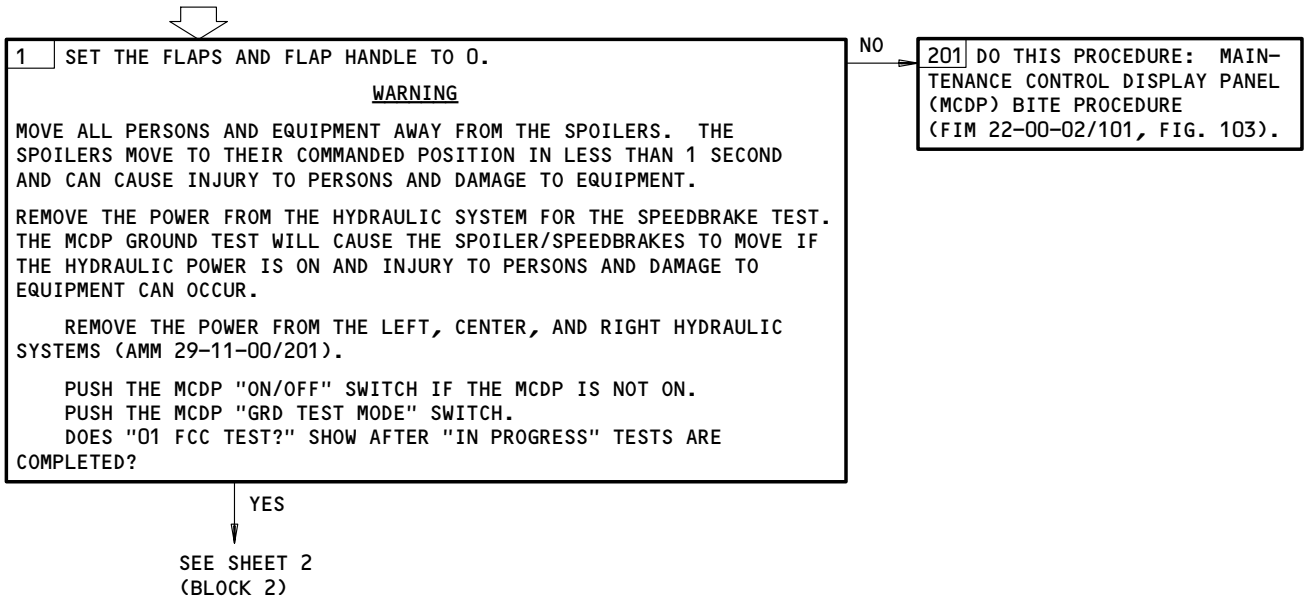 1 SET THE FLAPS AND FLAP HANDLE TO 0.
WARNING
MOVE ALL PERSONS AND EQUIPMENT AWAY FROM THE SPOILERS. THE
SPOILERS MOVE TO THEIR COMMANDED POSITION IN LESS THAN 1 SECOND
AND CAN CAUSE INJURY TO PERSONS AND DAMAGE TO EQUIPMENT.
REMOVE THE POWER FROM THE HYDRAULIC SYSTEM FOR THE SPEEDBRAKE TEST.
THE MCDP GROUND TEST WILL CAUSE THE SPOILER/SPEEDBRAKES TO MOVE IF
THE HYDRAULIC POWER IS ON AND INJURY TO PERSONS AND DAMAGE TO
EQUIPMENT CAN OCCUR.
REMOVE THE POWER FROM THE LEFT, CENTER, AND RIGHT HYDRAULIC
SYSTEMS (AMM 29-11-00/201).
PUSH THE MCDP "ON/OFF" SWITCH IF THE MCDP IS NOT ON.
PUSH THE MCDP "GRD TEST MODE" SWITCH.
DOES "01 FCC TEST?" SHOW AFTER "IN PROGRESS" TESTS ARE
COMPLETED?
NO
201 DO THIS PROCEDURE: MAIN-
TENANCE CONTROL DISPLAY PANEL
(MCDP) BITE PROCEDURE
(FIM 22-00-02/101, FIG. 103).
YES
SEE SHEET 2
(BLOCK 2)